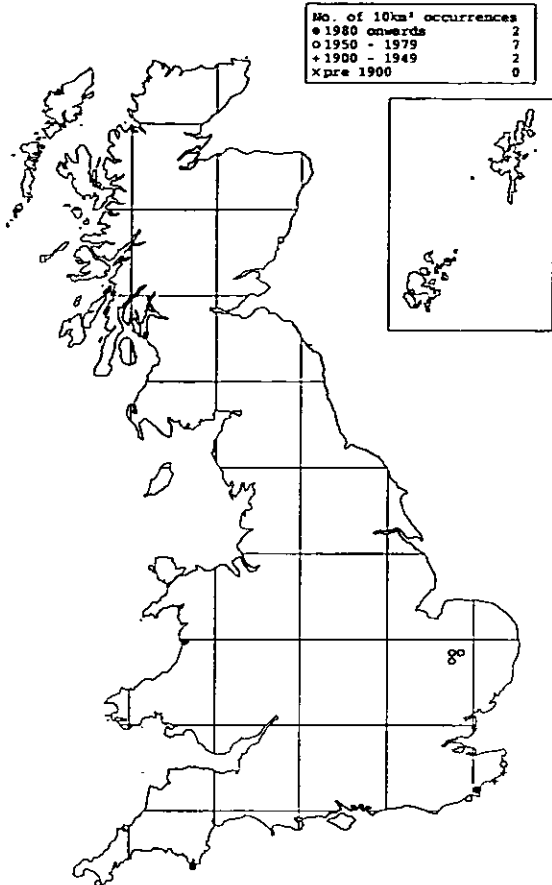 No. of 10km² occurrences
● 1980 onwards 2
○ 1950 - 1979 7
+ 1900 - 1949 2
× pre 1900 0